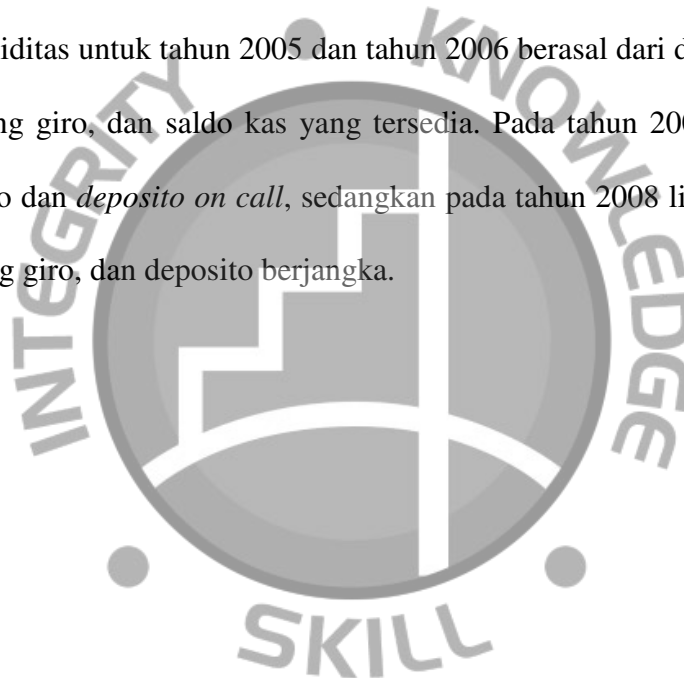 iditas untuk tahun 2005 dan tahun 2006 berasal dari
ng giro, dan saldo kas yang tersedia. Pada tahun 200
o dan deposito on call, sedangkan pada tahun 2008 li
g giro, dan deposito berjangka.
INTEGRITY
KNOWLEDGE
SKILL